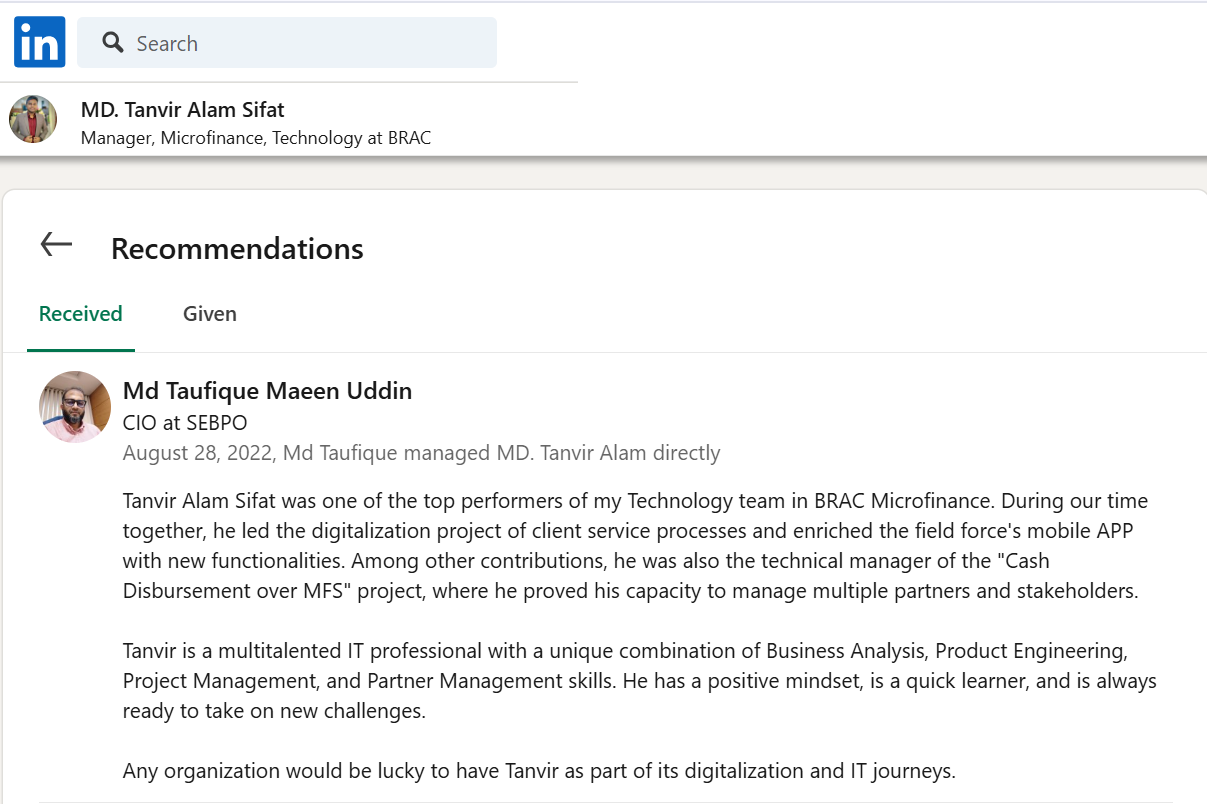 in
Search
MD. Tanvir Alam Sifat
Manager, Microfinance, Technology at BRAC
Recommendations
Received Given
Md Taufique Maeen Uddin
CIO at SEBPO
August 28, 2022, Md Taufique managed MD. Tanvir Alam directly
Tanvir Alam Sifat was one of the top performers of my Technology team in BRAC Microfinance. During our time
together, he led the digitalization project of client service processes and enriched the field force's mobile APP
with new functionalities. Among other contributions, he was also the technical manager of the "Cash
Disbursement over MFS" project, where he proved his capacity to manage multiple partners and stakeholders.
Tanvir is a multitalented IT professional with a unique combination of Business Analysis, Product Engineering,
Project Management, and Partner Management skills. He has a positive mindset, is a quick learner, and is always
ready to take on new challenges.
Any organization would be lucky to have Tanvir as part of its digitalization and IT journeys.